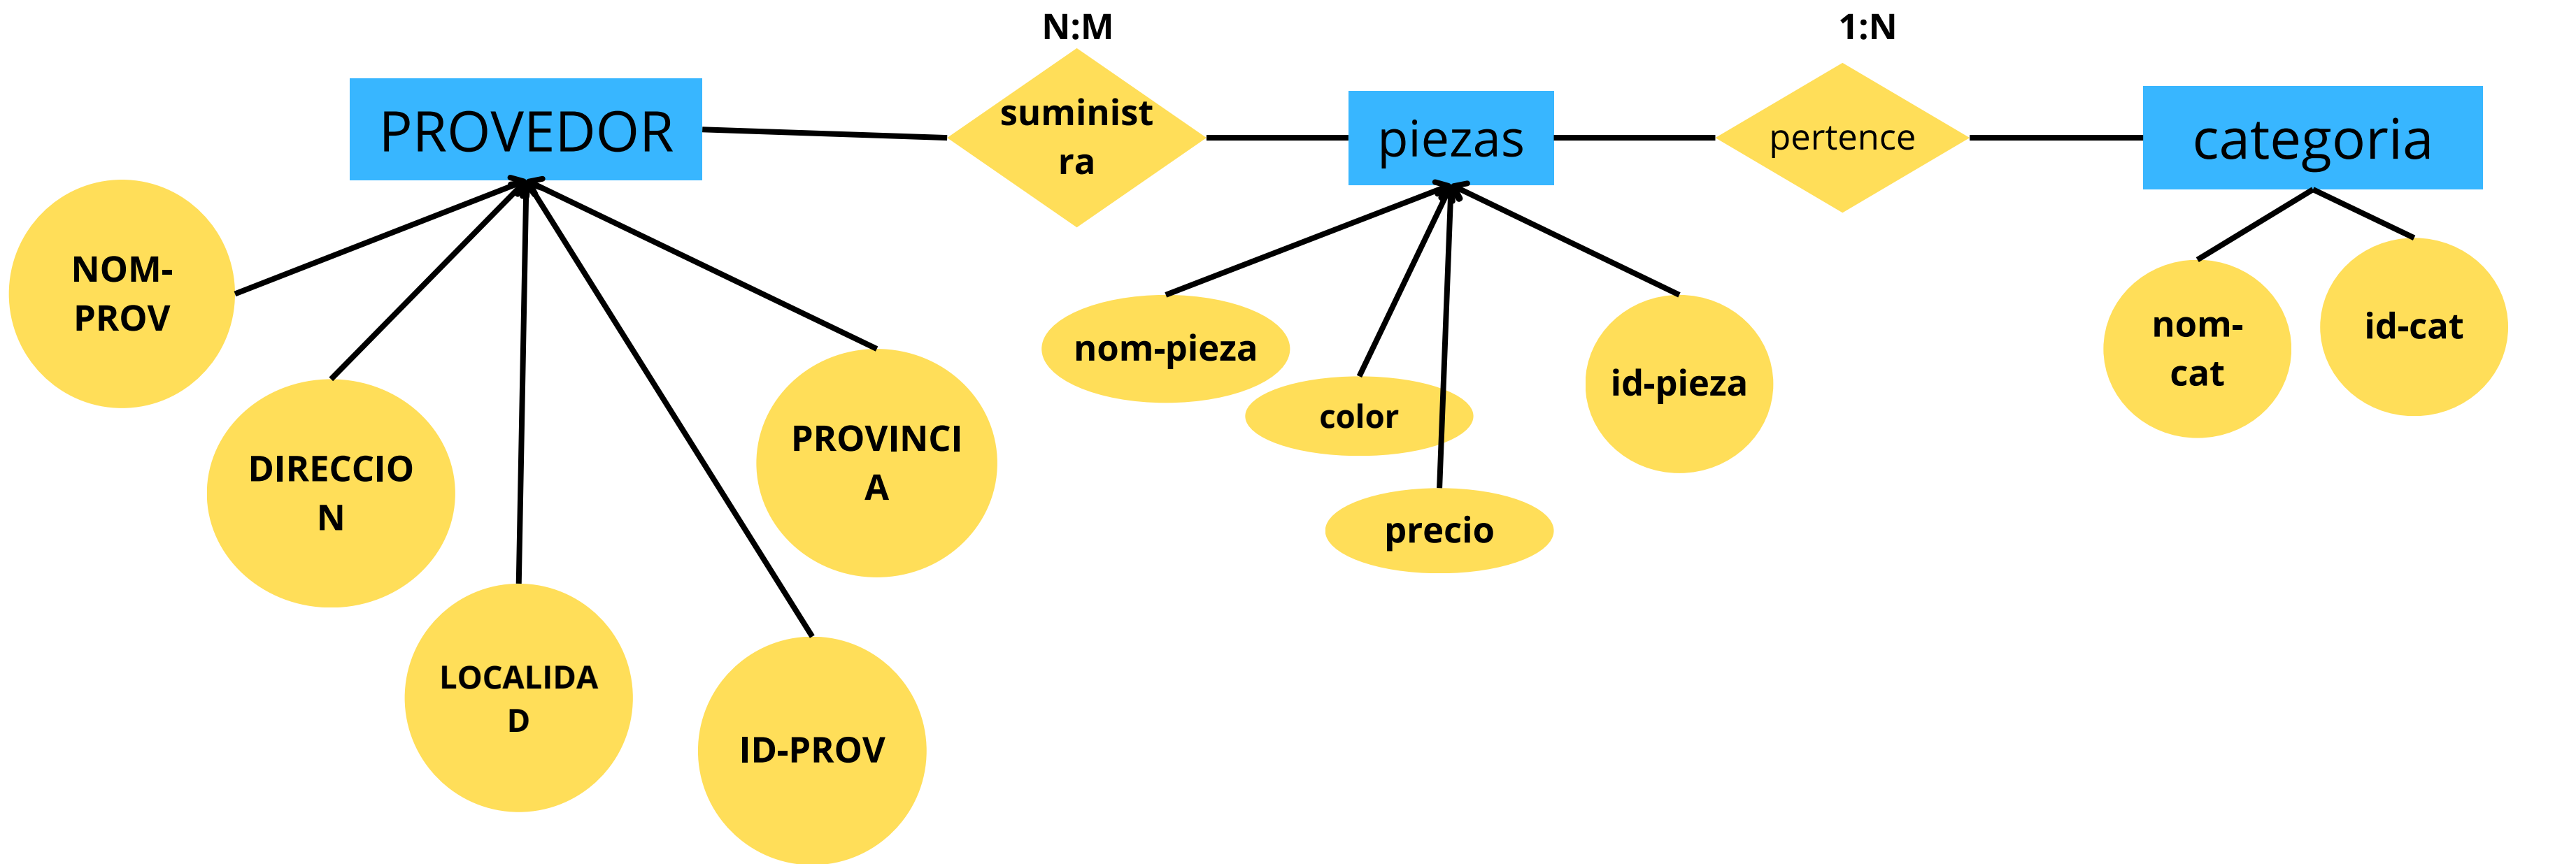 N:M
1:N
PROVEDOR
suminist
ra
piezas
pertence
categoria
NOM-
PROV
DIRECCIO
N
LOCALIDA
D
ID-PROV
PROVINCI
A
nom-pieza
color
precio
id-pieza
nom-
cat
id-cat